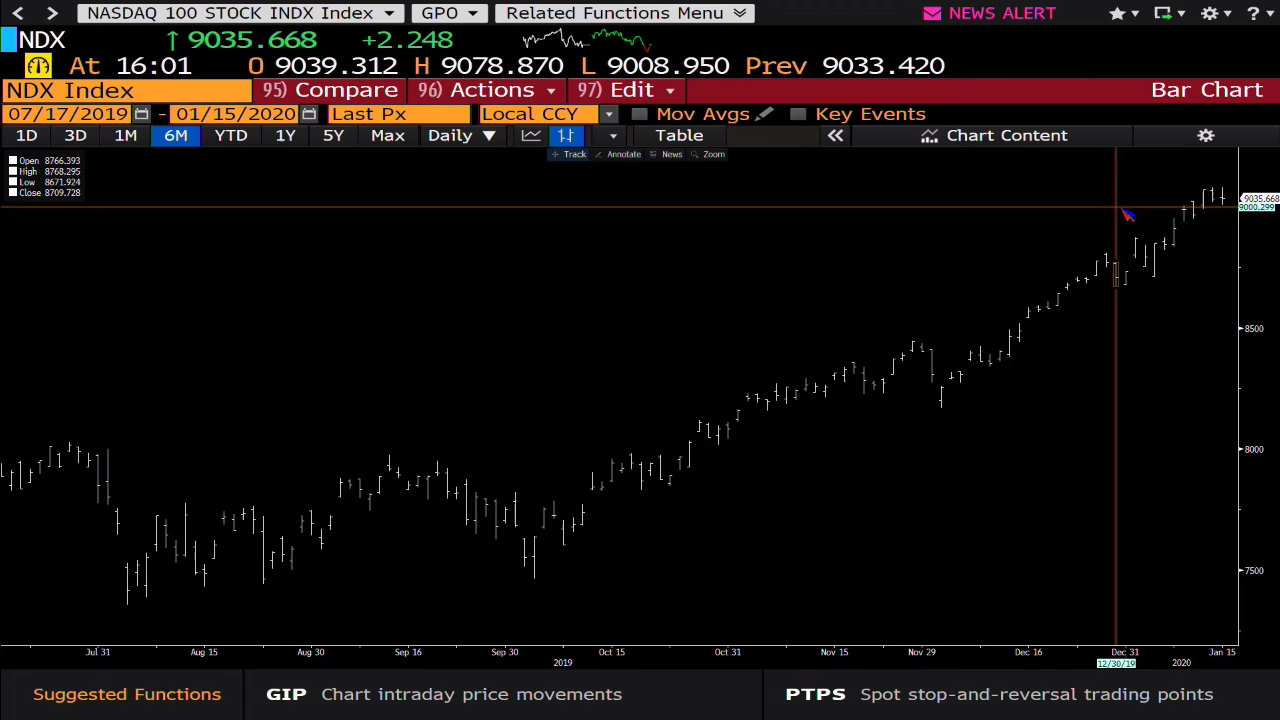 NASDAQ 100 STOCK INDX Index GPO Related Functions Menu NEWS ALERT ?
NDX ↑ 9035.668 +2.248
At 16:01 O 9039.312 H 9078.870 L 9008.950 Prev 9033.420
NDX Index 95) Compare 96) Actions 97) Edit Bar Chart
07/17/2019 - 01/15/2020 Last Px Local CCY Mov Avgs Key Events
1D 3D 1M 6M YTD 1Y 5Y Max Daily ▼ Table Chart Content
Track Annotate News Zoom
Open 8766.393
High 8768.295
Low 8671.924
Close 8709.728
9035.668
9000.299
8500
8000
7500
Jul 31 Aug 15 Aug 30 Sep 16 Sep 30 Oct 15 Oct 31 Nov 15 Nov 29 Dec 16 Dec 31 Jan 15
2019 12/30/19 2020
Suggested Functions GIP Chart intraday price movements PTPS Spot stop-and-reversal trading points